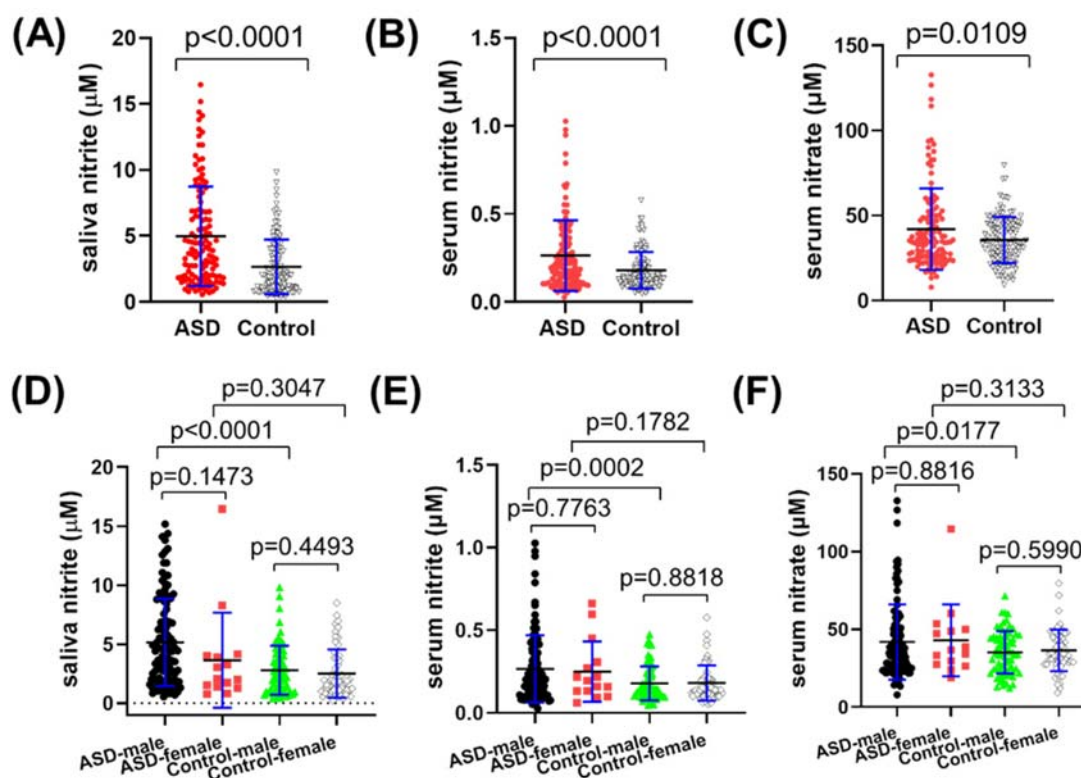 (A)
p<0.0001
saliva nitrite (μM)
20
15
10
5
0
ASD Control
(B)
p<0.0001
serum nitrite (μM)
1.5
1.0
0.5
0.0
ASD Control
(C)
p=0.0109
serum nitrate (μM)
150
100
50
0
ASD Control
(D)
p=0.3047
p<0.0001
p=0.1473
p=0.4493
saliva nitrite (μM)
20
15
10
5
0
ASD-male
ASD-female
Control-male
Control-female
(E)
p=0.1782
p=0.0002
p=0.7763
p=0.8818
serum nitrite (μM)
1.5
1.0
0.5
0.0
ASD-male
ASD-female
Control-male
Control-female
(F)
p=0.3133
p=0.0177
p=0.8816
p=0.5990
serum nitrate (μM)
150
100
50
0
ASD-male
ASD-female
Control-male
Control-female